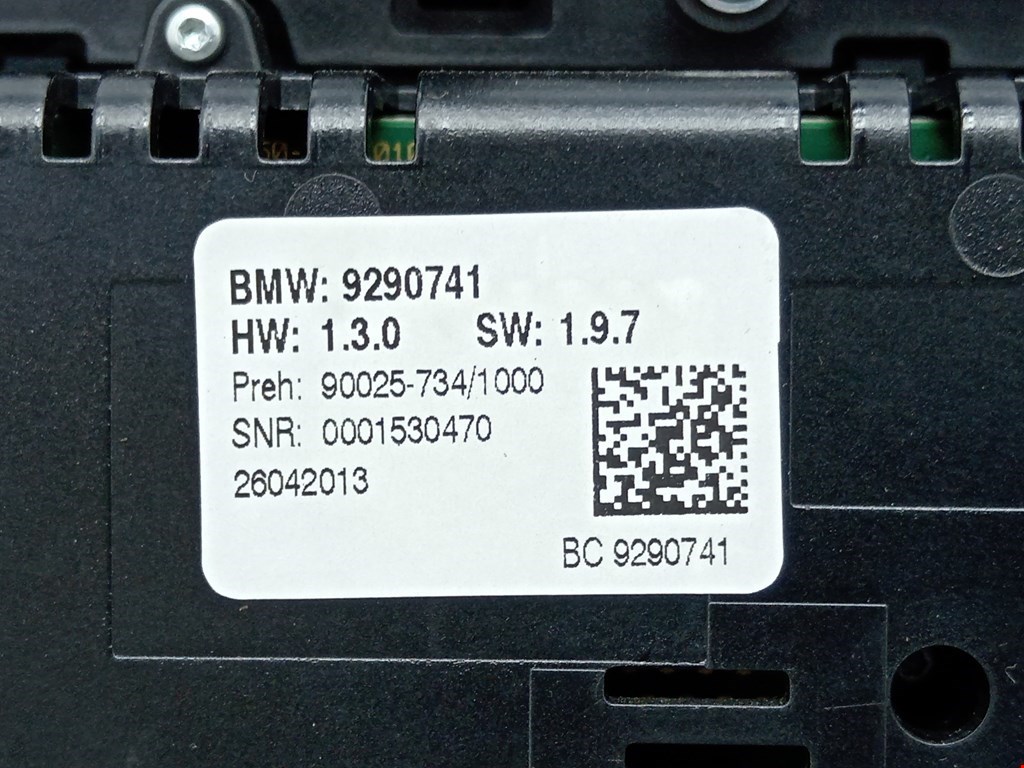 BMW: 9290741
HW: 1.3.0 SW: 1.9.7
Preh: 90025-734/1000
SNR: 0001530470
26042013
BC 9290741